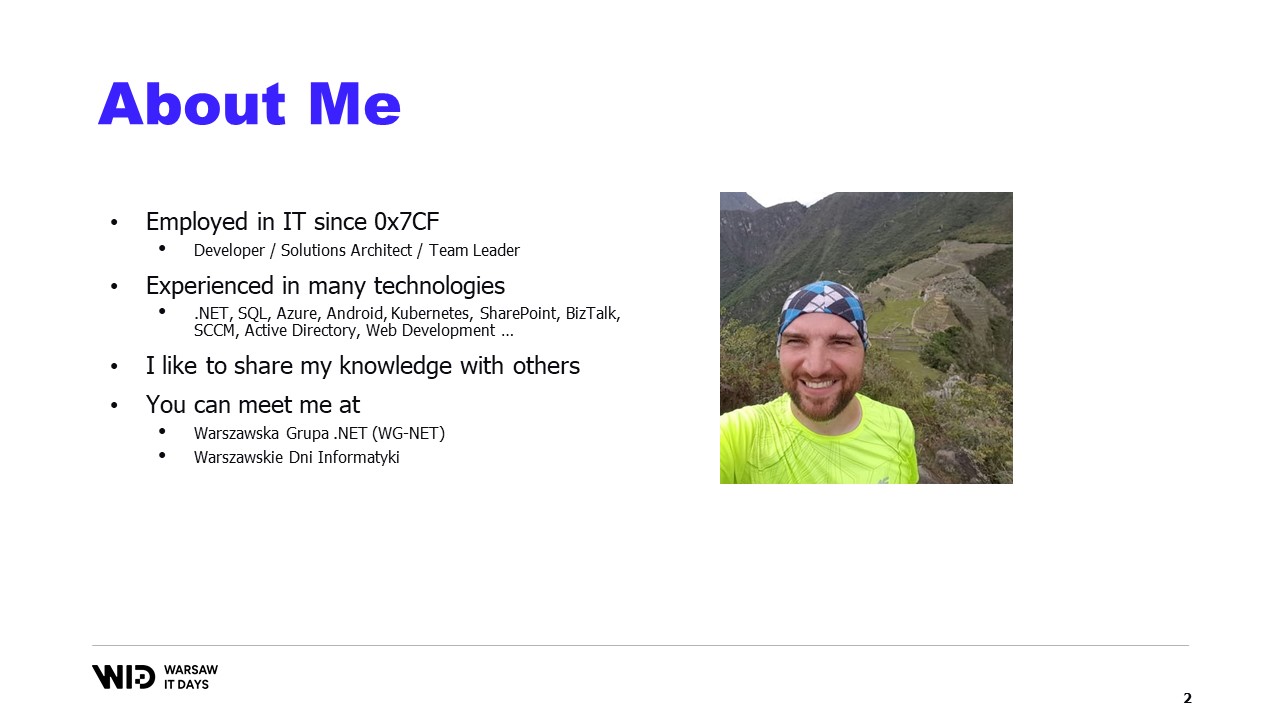 About Me
• Employed in IT since 0x7CF
• Developer / Solutions Architect / Team Leader
• Experienced in many technologies
• .NET, SQL, Azure, Android, Kubernetes, SharePoint, BizTalk,
SCCM, Active Directory, Web Development ...
• I like to share my knowledge with others
• You can meet me at
• Warszawska Grupa .NET (WG-NET)
• Warszawskie Dni Informatyki
WID WARSAW
IT DAYS
2